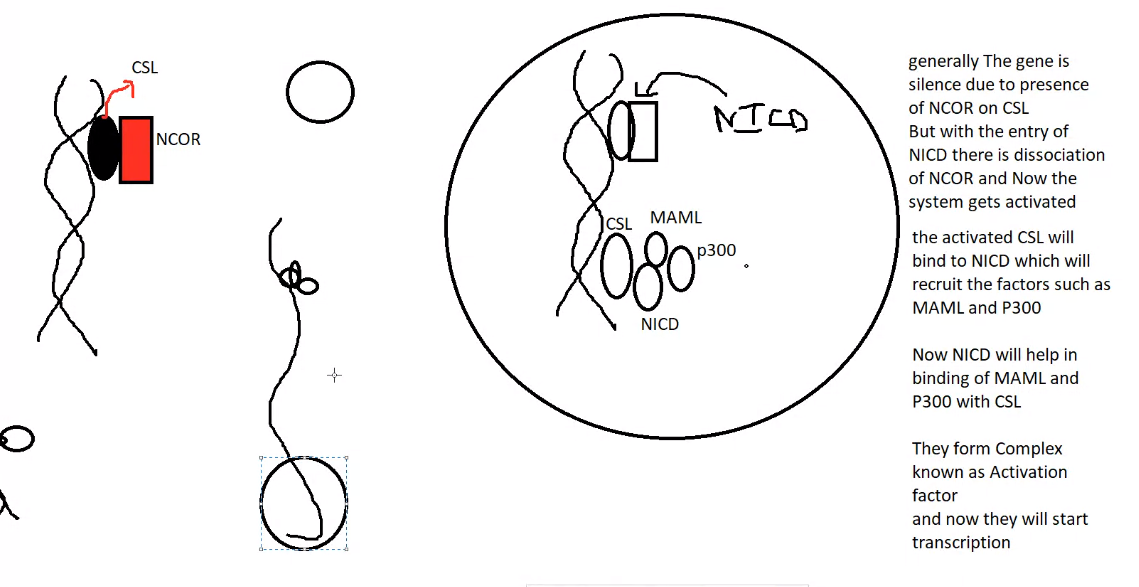 CSL
NCOR
NICD
CSL
MAML
p300
NICD
generally The gene is
silence due to presence
of NCOR on CSL
But with the entry of
NICD there is dissociation
of NCOR and Now the
system gets activated
the activated CSL will
bind to NICD which will
recruit the factors such as
MAML and P300
Now NICD will help in
binding of MAML and
P300 with CSL
They form Complex
known as Activation
factor
and now they will start
transcription